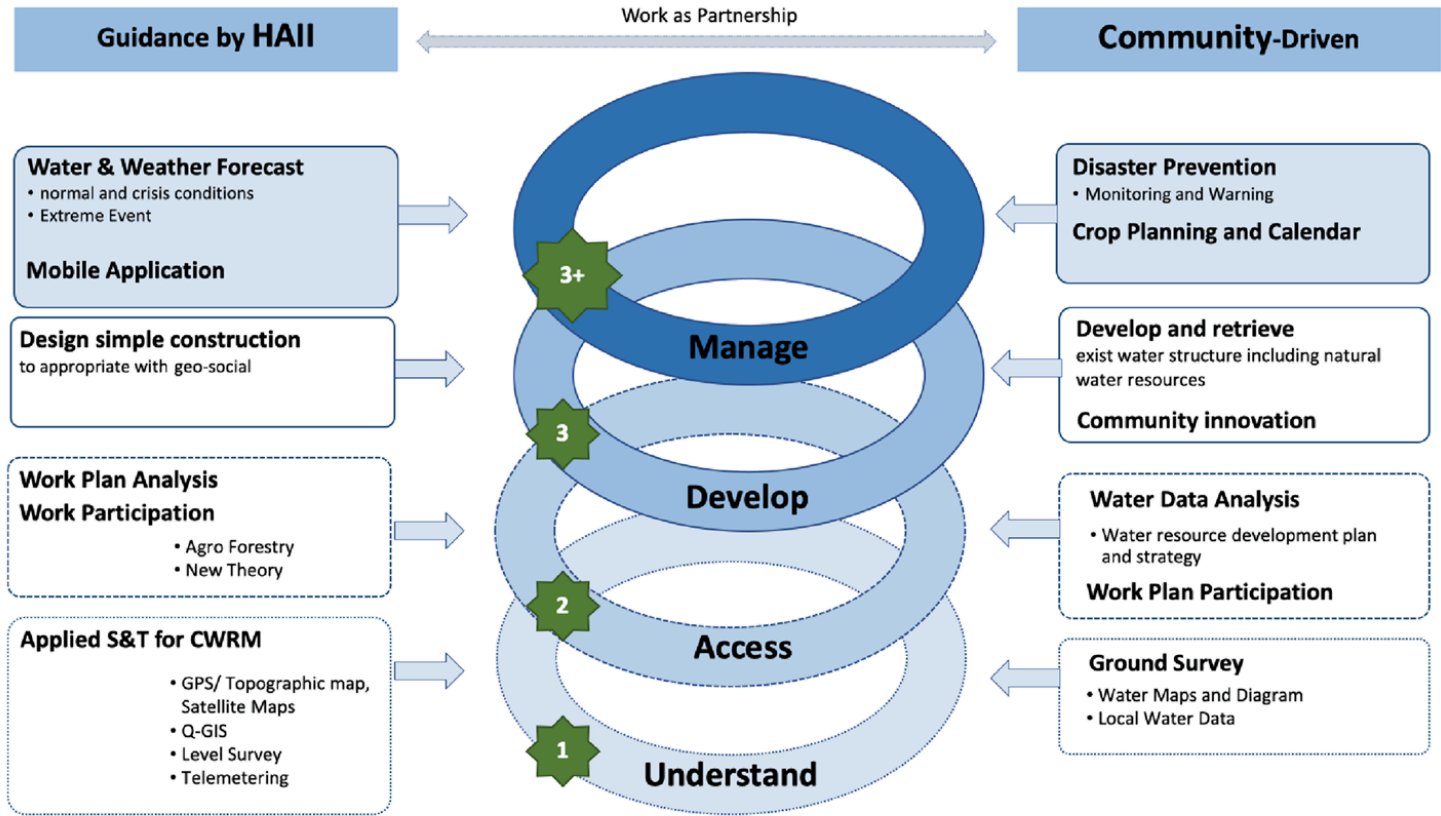 Work as Partnership
Guidance by HAII
Community-Driven
Water & Weather Forecast
• normal and crisis conditions
• Extreme Event
Mobile Application
Design simple construction
to appropriate with geo-social
Work Plan Analysis
Work Participation
• Agro Forestry
• New Theory
Applied S&T for CWRM
• GPS/ Topographic map,
Satellite Maps
• Q-GIS
• Level Survey
• Telemetering
3+
Manage
3
Develop
2
Access
1
Understand
Disaster Prevention
• Monitoring and Warning
Crop Planning and Calendar
Develop and retrieve
exist water structure including natural
water resources
Community innovation
Water Data Analysis
• Water resource development plan
and strategy
Work Plan Participation
Ground Survey
• Water Maps and Diagram
• Local Water Data